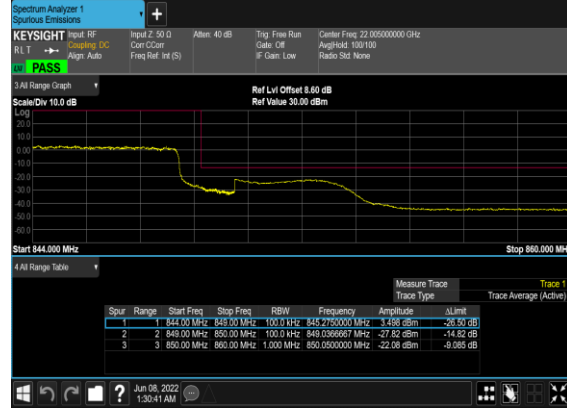 Spectrum Analyzer 1
Spurious Emissions
+
KEYSIGHT Input: RF Input Z: 50 Ω Atten: 40 dB Trig: Free Run Center Freq: 22.005000000 GHz
RLT Coupling: DC Corr CCorr Gate: Off Avg|Hold: 100/100
Align: Auto Freq Ref: Int (S) IF Gain: Low Radio Std: None
PASS
3 All Range Graph
Ref Lvl Offset 8.60 dB
Scale/Div 10.0 dB Ref Value 30.00 dBm
Log
20.0
10.0
0.00
-10.0
-20.0
-30.0
-40.0
-50.0
-60.0
Start 844.000 MHz Stop 860.000 MH
4 All Range Table
Measure Trace Trace 1
Trace Type Trace Average (Active)
Spur Range Start Freq Stop Freq RBW Frequency Amplitude ΔLimit
1 1 844.00 MHz 849.00 MHz 100.0 kHz 845.2750000 MHz 3.498 dBm -26.50 dB
2 2 849.00 MHz 850.00 MHz 100.0 kHz 849.0366667 MHz -27.82 dBm -14.82 dB
3 3 850.00 MHz 860.00 MHz 1.000 MHz 850.0500000 MHz -22.08 dBm -9.085 dB
? Jun 08, 2022
1:30:41 AM